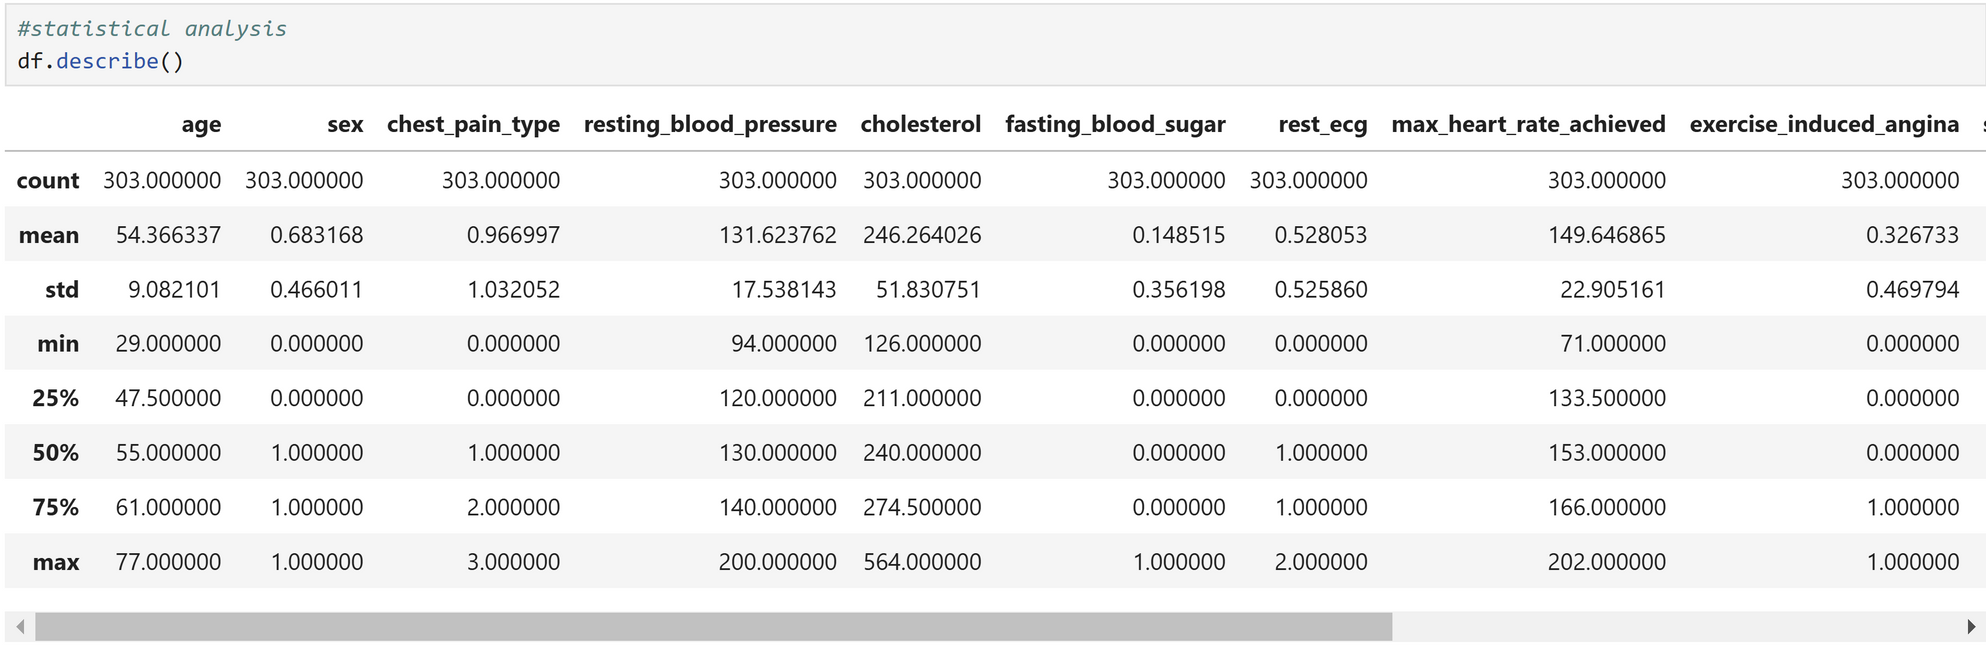 #statistical analysis
df.describe()
age sex chest_pain_type resting_blood_pressure cholesterol fasting_blood_sugar rest_ecg max_heart_rate_achieved exercise_induced_angina
count 303.000000 303.000000 303.000000 303.000000 303.000000 303.000000 303.000000 303.000000 303.000000
mean 54.366337 0.683168 0.966997 131.623762 246.264026 0.148515 0.528053 149.646865 0.326733
std 9.082101 0.466011 1.032052 17.538143 51.830751 0.356198 0.525860 22.905161 0.469794
min 29.000000 0.000000 0.000000 94.000000 126.000000 0.000000 0.000000 71.000000 0.000000
25% 47.500000 0.000000 0.000000 120.000000 211.000000 0.000000 0.000000 133.500000 0.000000
50% 55.000000 1.000000 1.000000 130.000000 240.000000 0.000000 1.000000 153.000000 0.000000
75% 61.000000 1.000000 2.000000 140.000000 274.500000 0.000000 1.000000 166.000000 1.000000
max 77.000000 1.000000 3.000000 200.000000 564.000000 1.000000 2.000000 202.000000 1.000000